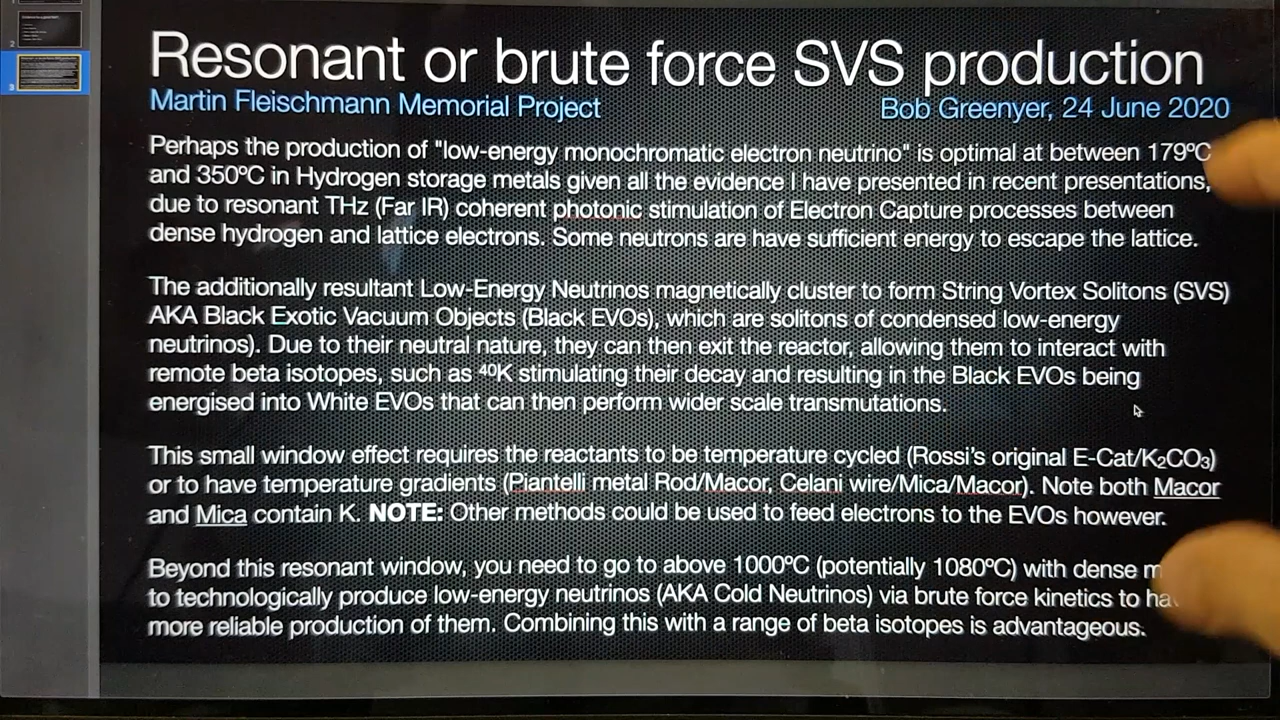 Resonant or brute force SVS production
Martin Fleischmann Memorial Project
Bob Greenyer, 24 June 2020
Perhaps the production of "low-energy monochromatic electron neutrino" is optimal at between 179ºC
and 350ºC in Hydrogen storage metals given all the evidence I have presented in recent presentations,
due to resonant THz (Far IR) coherent photonic stimulation of Electron Capture processes between
dense hydrogen and lattice electrons. Some neutrons are have sufficient energy to escape the lattice.
The additionally resultant Low-Energy Neutrinos magnetically cluster to form String Vortex Solitons (SVS)
AKA Black Exotic Vacuum Objects (Black EVOs), which are solitons of condensed low-energy
neutrinos). Due to their neutral nature, they can then exit the reactor, allowing them to interact with
remote beta isotopes, such as ⁴⁰K stimulating their decay and resulting in the Black EVOs being
energised into White EVOs that can then perform wider scale transmutations.
This small window effect requires the reactants to be temperature cycled (Rossi's original E-Cat/K₂CO₃)
or to have temperature gradients (Piantelli metal Rod/Macor, Celani wire/Mica/Macor). Note both Macor
and Mica contain K. NOTE: Other methods could be used to feed electrons to the EVOs however.
Beyond this resonant window, you need to go to above 1000ºC (potentially 1080ºC) with dense
to technologically produce low-energy neutrinos (AKA Cold Neutrinos) via brute force kinetics to
more reliable production of them. Combining this with a range of beta isotopes is advantageous.
2
3